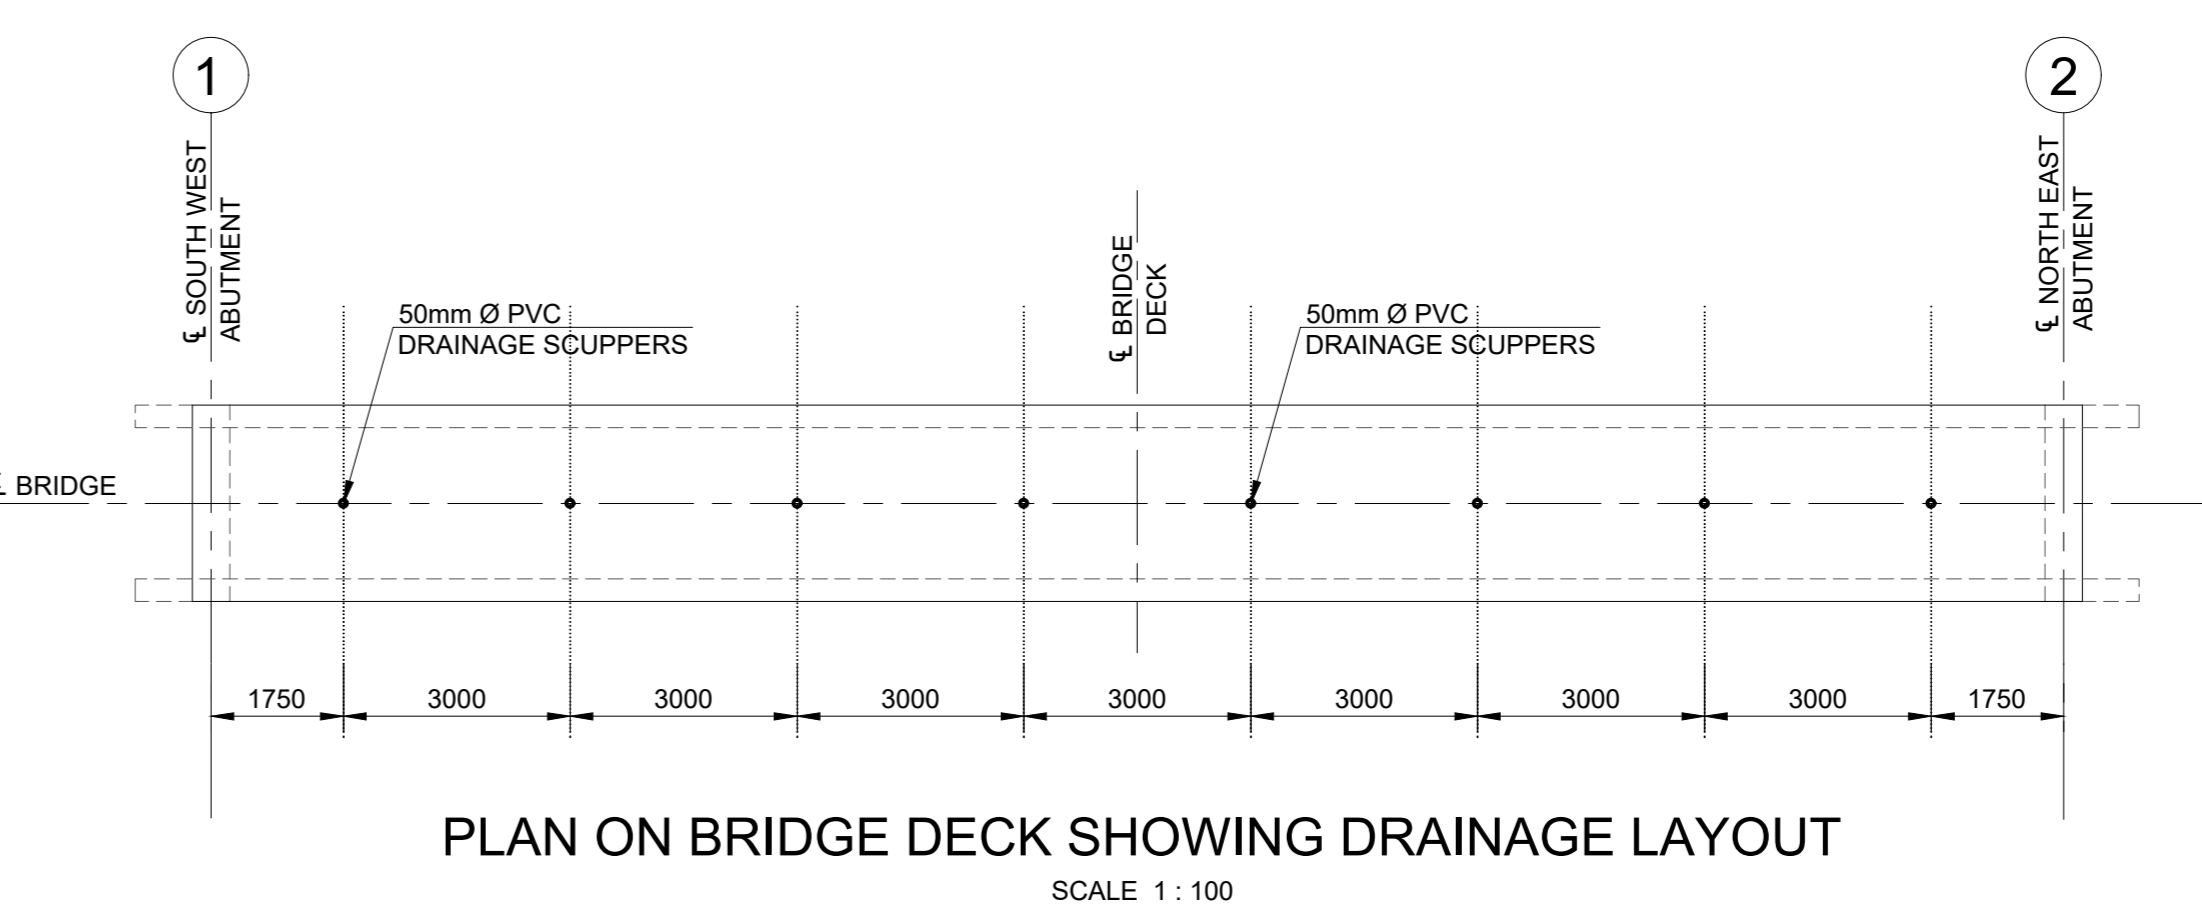 1
2
℄ SOUTH WEST
ABUTMENT
℄ BRIDGE
DECK
℄ NORTH EAST
ABUTMENT
50mm Ø PVC
DRAINAGE SCUPPERS
50mm Ø PVC
DRAINAGE SCUPPERS
℄ BRIDGE
1750 3000 3000 3000 3000 3000 3000 3000 1750
PLAN ON BRIDGE DECK SHOWING DRAINAGE LAYOUT
SCALE 1 : 100